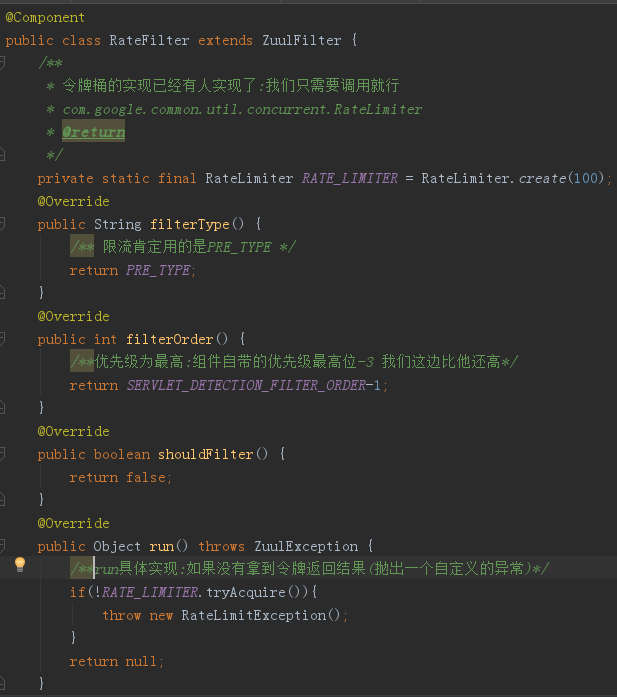 @Component
public class RateFilter extends ZuulFilter {
/**
* 令牌桶的实现已经有人实现了:我们只需要调用就行
* com.google.common.util.concurrent.RateLimiter
* @return
*/
private static final RateLimiter RATE_LIMITER = RateLimiter.create(100);
@Override
public String filterType() {
/** 限流肯定用的是PRE_TYPE */
return PRE_TYPE;
}
@Override
public int filterOrder() {
/**优先级为最高:组件自带的优先级最高位-3 我们这边比他还高*/
return SERVLET_DETECTION_FILTER_ORDER-1;
}
@Override
public boolean shouldFilter() {
return false;
}
@Override
public Object run() throws ZuulException {
/**run具体实现:如果没有拿到令牌返回结果(抛出一个自定义的异常)*/
if(!RATE_LIMITER.tryAcquire()){
throw new RateLimitException();
}
return null;
}